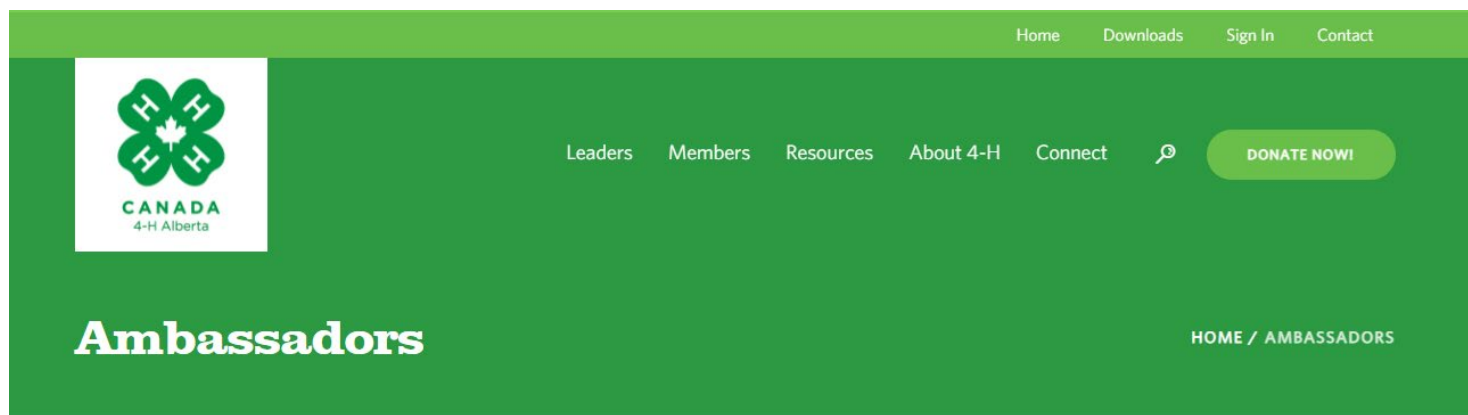 Home Downloads Sign In Contact
H H
H H
CANADA
4-H Alberta
Leaders Members Resources About 4-H Connect DONATE NOW!
Ambassadors
HOME / AMBASSADORS